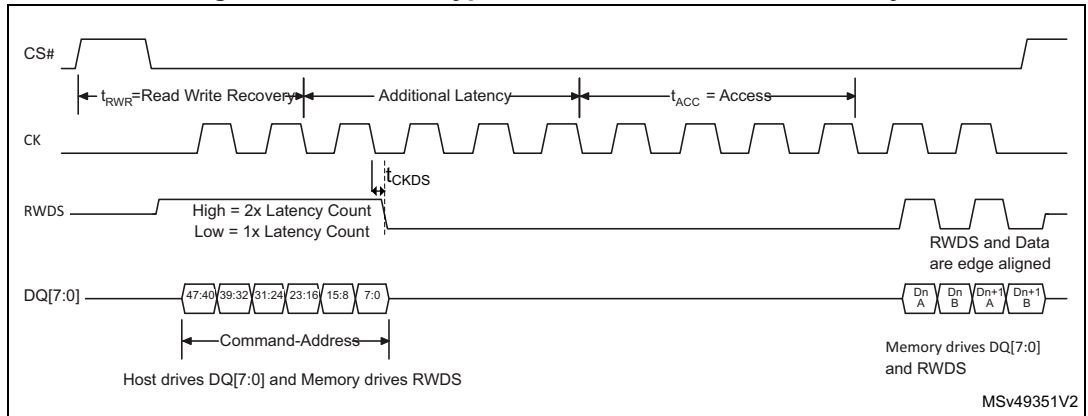 CS#
tRWR=Read Write Recovery
Additional Latency
tACC = Access
CK
tCKDS
RWDS
High = 2x Latency Count
Low = 1x Latency Count
RWDS and Data
are edge aligned
DQ[7:0]
47:40 39:32 31:24 23:16 15:8 7:0
Dn A Dn B Dn+1 A Dn+1 B
Command-Address
Memory drives DQ[7:0]
and RWDS
Host drives DQ[7:0] and Memory drives RWDS
MSv49351V2